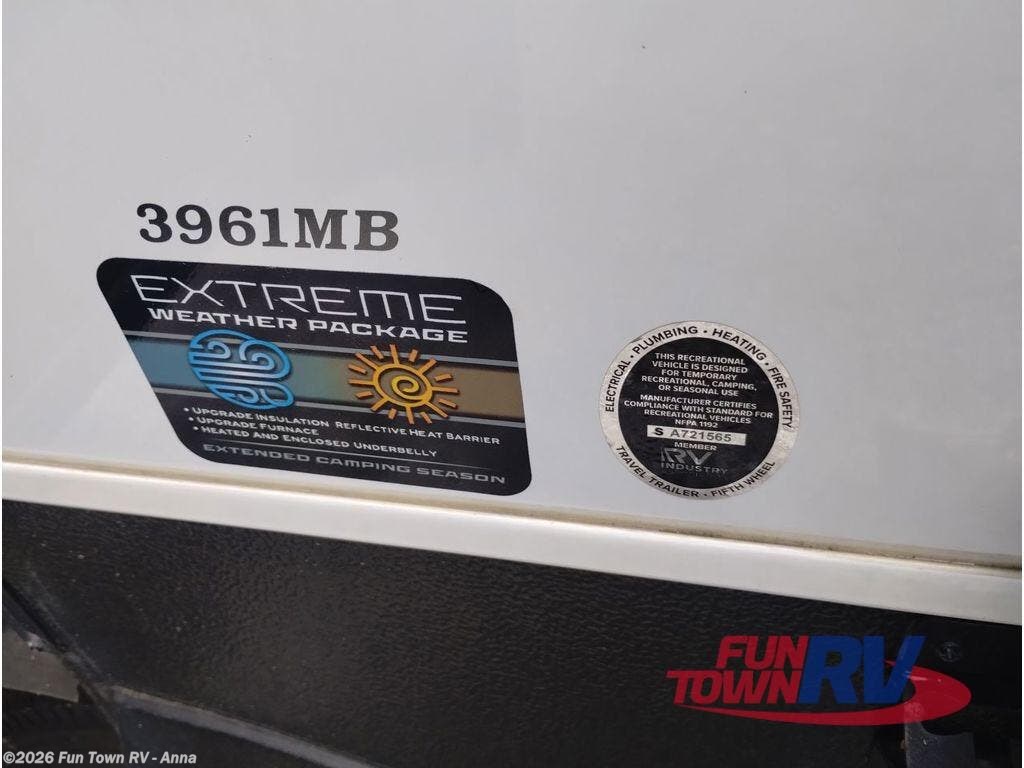 3961MB
EXTREME
WEATHER PACKAGE
• UPGRADE INSULATION REFLECTIVE HEAT BARRIER
• UPGRADE FURNACE
• HEATED AND ENCLOSED UNDERBELLY
EXTENDED CAMPING SEASON
ELECTRICAL • PLUMBING • HEATING • FIRE SAFETY
THIS RECREATIONAL
VEHICLE IS DESIGNED
FOR TEMPORARY
RECREATIONAL, CAMPING,
OR SEASONAL USE
MANUFACTURER CERTIFIES
COMPLIANCE WITH STANDARD FOR
RECREATIONAL VEHICLES
NFPA 1192
S A721565
MEMBER
RV
INDUSTRY
TRAVEL TRAILER • FIFTH WHEEL
FUN
TOWN RV
©2026 Fun Town RV - Anna